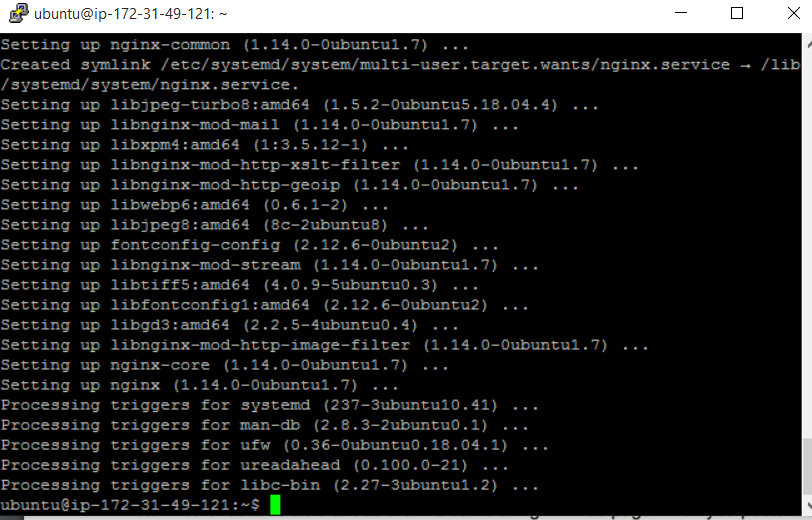 ubuntu@ip-172-31-49-121: ~
Setting up nginx-common (1.14.0-0ubuntu1.7) ...
Created symlink /etc/systemd/system/multi-user.target.wants/nginx.service → /lib
/systemd/system/nginx.service.
Setting up libjpeg-turbo8:amd64 (1.5.2-0ubuntu5.18.04.4) ...
Setting up libnginx-mod-mail (1.14.0-0ubuntu1.7) ...
Setting up libxpm4:amd64 (1:3.5.12-1) ...
Setting up libnginx-mod-http-xslt-filter (1.14.0-0ubuntu1.7) ...
Setting up libnginx-mod-http-geoip (1.14.0-0ubuntu1.7) ...
Setting up libwebp6:amd64 (0.6.1-2) ...
Setting up libjpeg8:amd64 (8c-2ubuntu8) ...
Setting up fontconfig-config (2.12.6-0ubuntu2) ...
Setting up libnginx-mod-stream (1.14.0-0ubuntu1.7) ...
Setting up libtiff5:amd64 (4.0.9-5ubuntu0.3) ...
Setting up libfontconfig1:amd64 (2.12.6-0ubuntu2) ...
Setting up libgd3:amd64 (2.2.5-4ubuntu0.4) ...
Setting up libnginx-mod-http-image-filter (1.14.0-0ubuntu1.7) ...
Setting up nginx-core (1.14.0-0ubuntu1.7) ...
Setting up nginx (1.14.0-0ubuntu1.7) ...
Processing triggers for systemd (237-3ubuntu10.41) ...
Processing triggers for man-db (2.8.3-2ubuntu0.1) ...
Processing triggers for ufw (0.36-0ubuntu0.18.04.1) ...
Processing triggers for ureadahead (0.100.0-21) ...
Processing triggers for libc-bin (2.27-3ubuntu1.2) ...
ubuntu@ip-172-31-49-121:~$